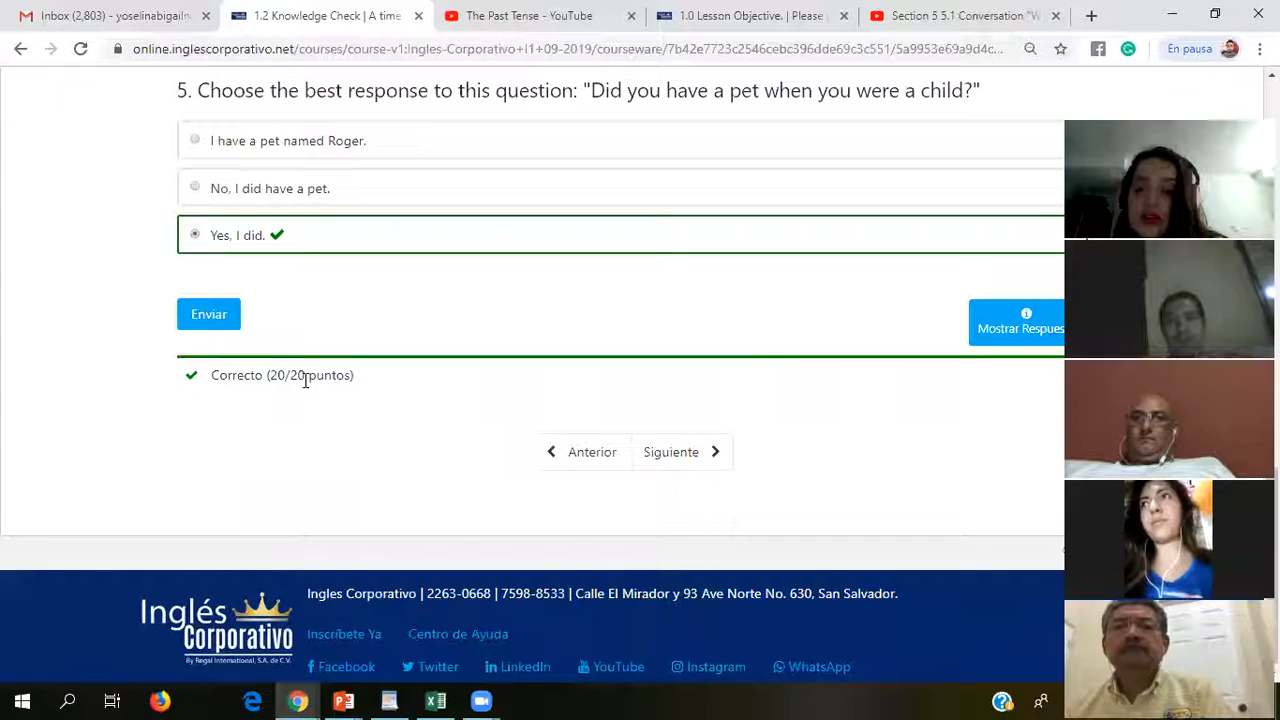 Inbox (2,803) - yoselinabigailn
1.2 Knowledge Check | A time
The Past Tense - YouTube
1.0 Lesson Objective. | Please
Section 5 5.1 Conversation "W
online.inglescorporativo.net/courses/course-v1:Ingles-Corporativo+I1+09-2019/courseware/7b42e7723c2546cebc396dde69c3c551/5a9953e69a9d4c...
En pausa
5. Choose the best response to this question: "Did you have a pet when you were a child?"
I have a pet named Roger.
No, I did have a pet.
Yes, I did.
Enviar
Mostrar Respues
Correcto (20/20 puntos)
Anterior
Siguiente
Inglés Corporativo
By Regal International, S.A. de C.V.
Ingles Corporativo | 2263-0668 | 7598-8533 | Calle El Mirador y 93 Ave Norte No. 630, San Salvador.
Inscríbete Ya
Centro de Ayuda
Facebook
Twitter
LinkedIn
YouTube
Instagram
WhatsApp